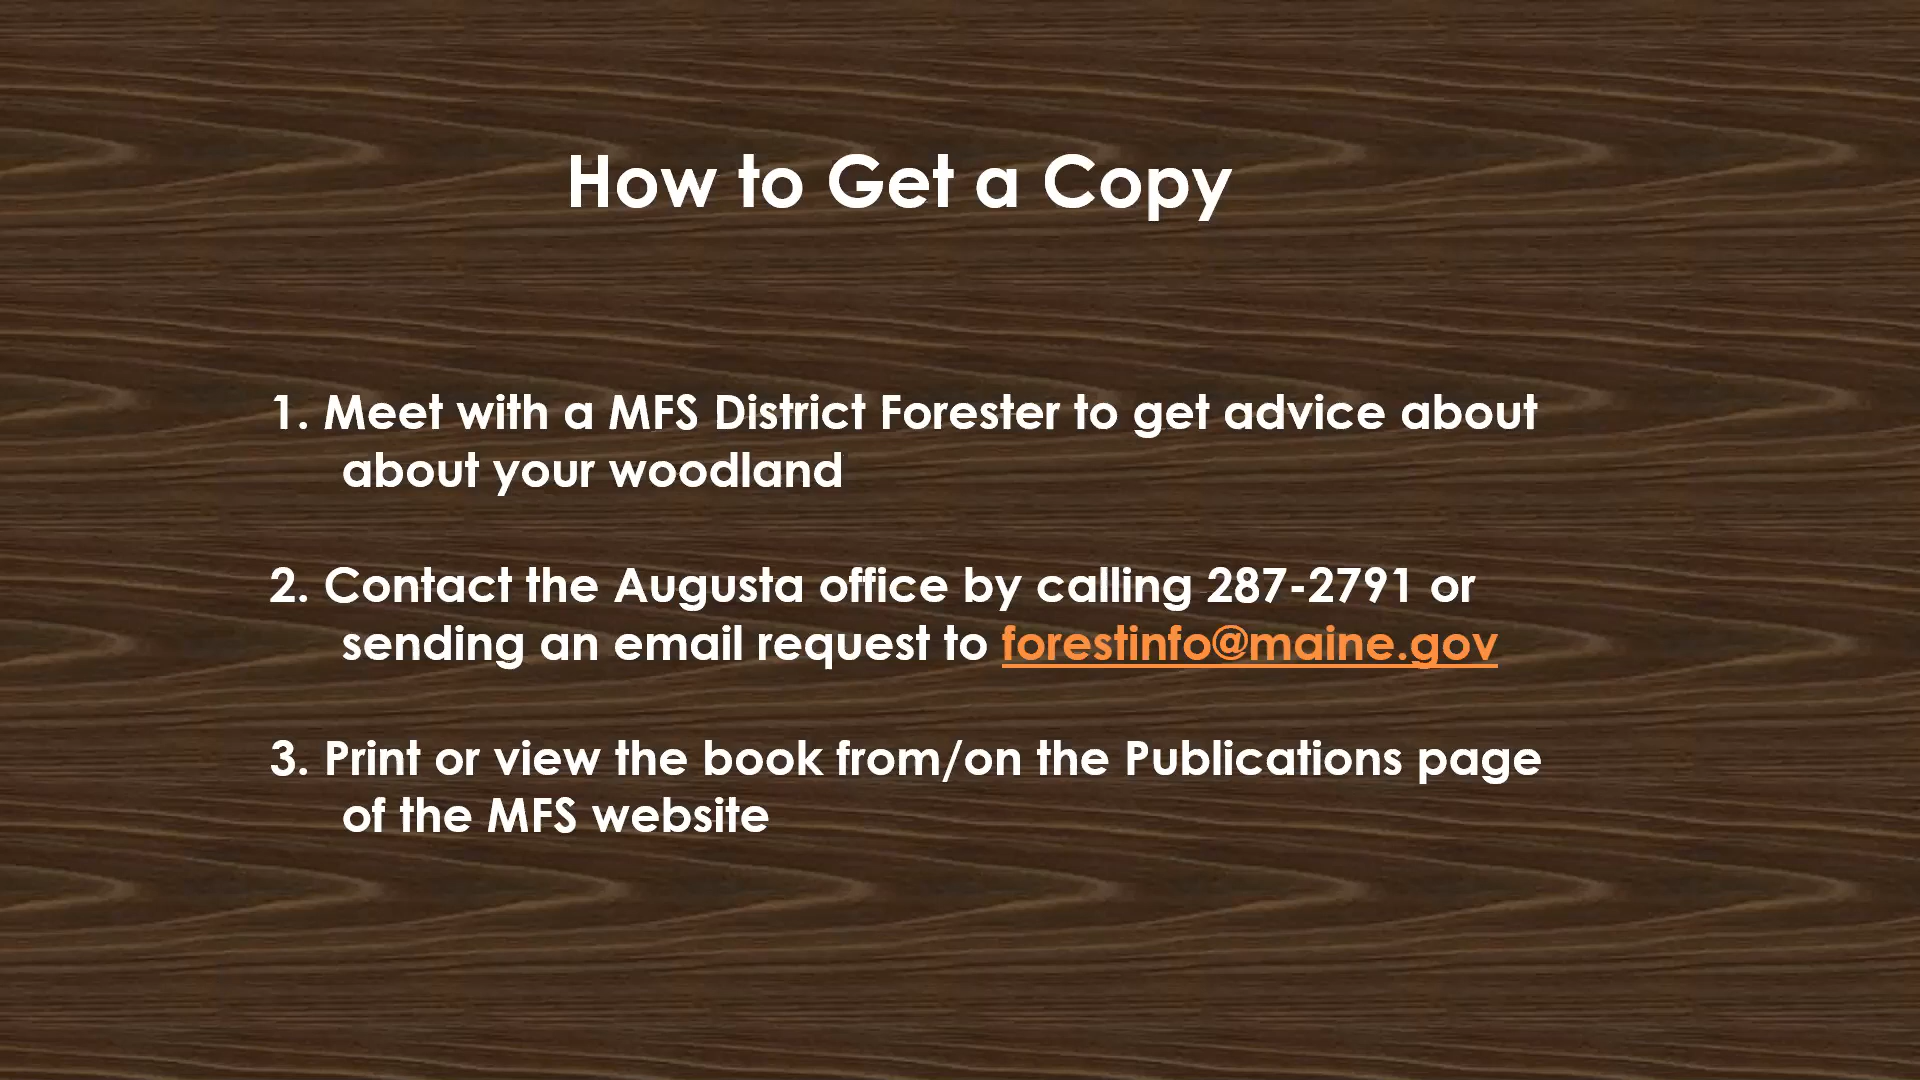 How to Get a Copy
1. Meet with a MFS District Forester to get advice about
about your woodland
2. Contact the Augusta office by calling 287-2791 or
sending an email request to forestinfo@maine.gov
3. Print or view the book from/on the Publications page
of the MFS website